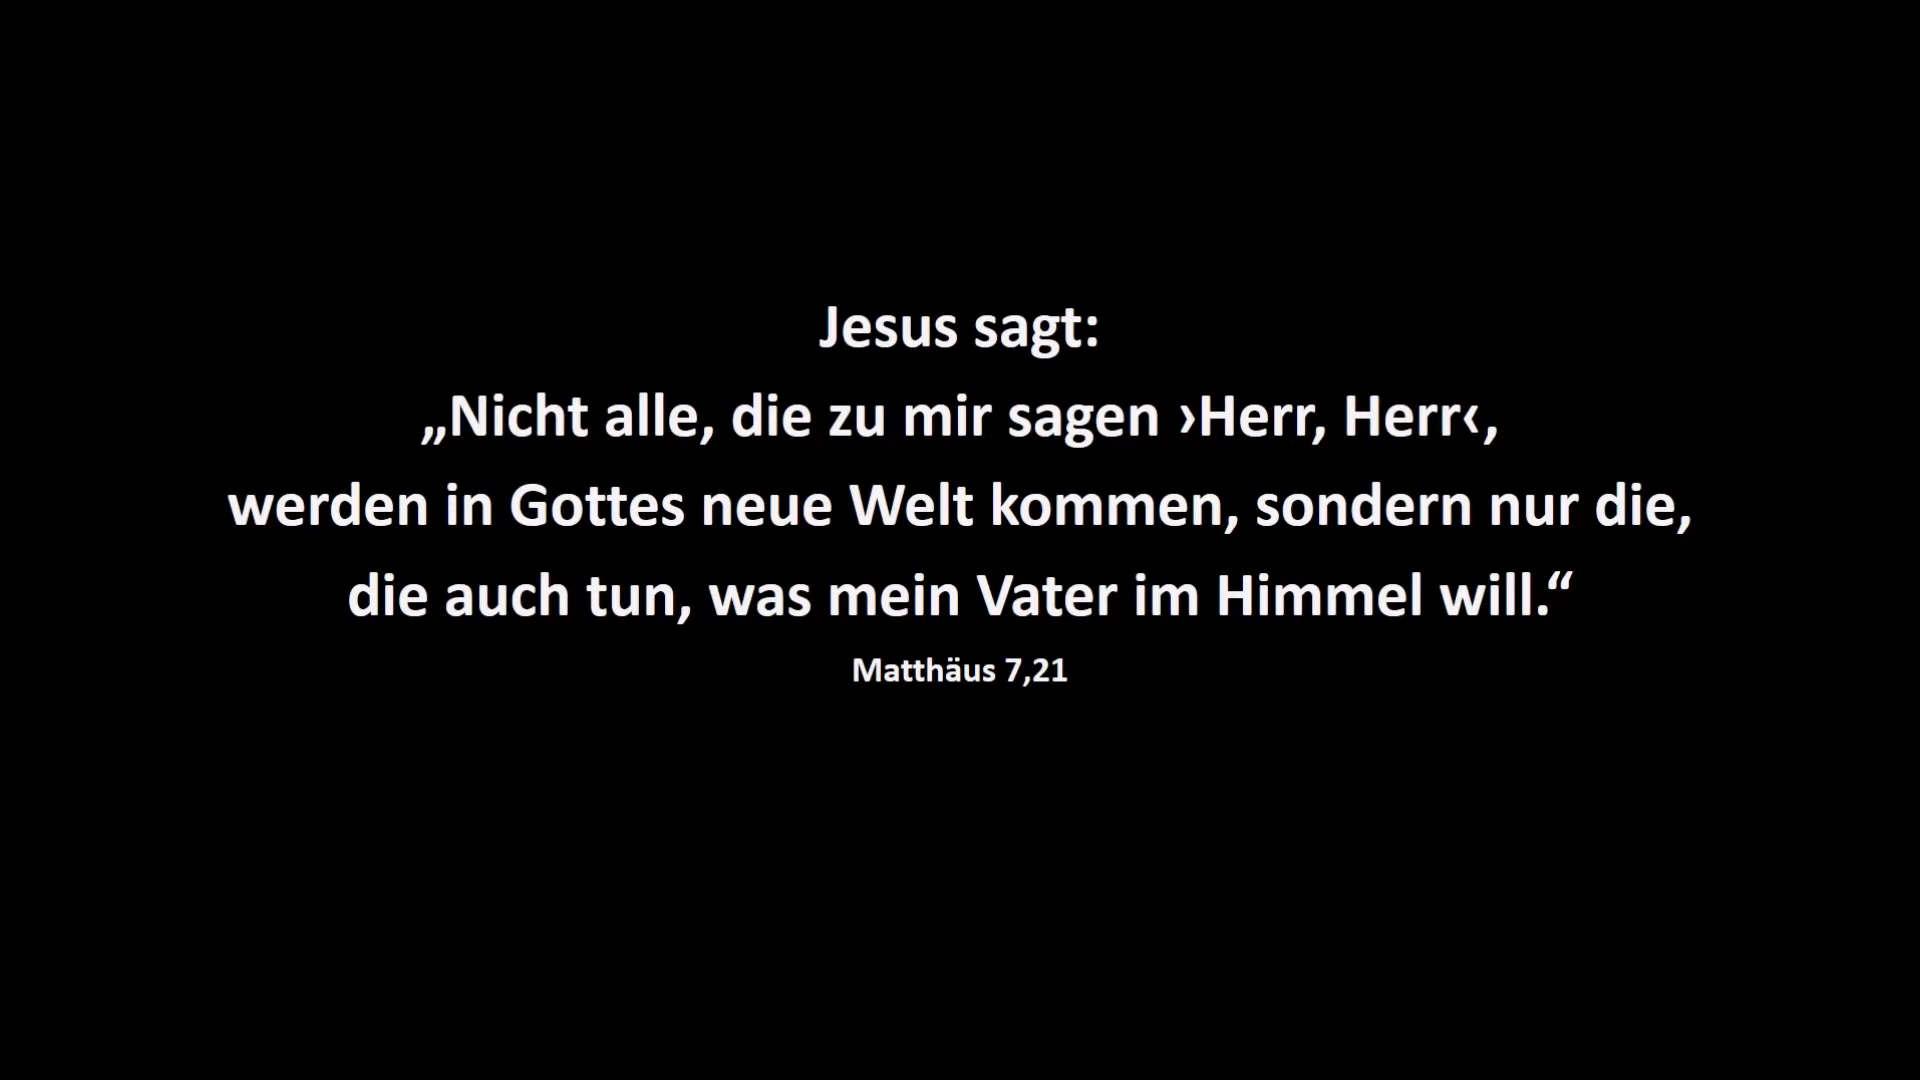 Jesus sagt:
„Nicht alle, die zu mir sagen ›Herr, Herr‹,
werden in Gottes neue Welt kommen, sondern nur die,
die auch tun, was mein Vater im Himmel will.“
Matthäus 7,21